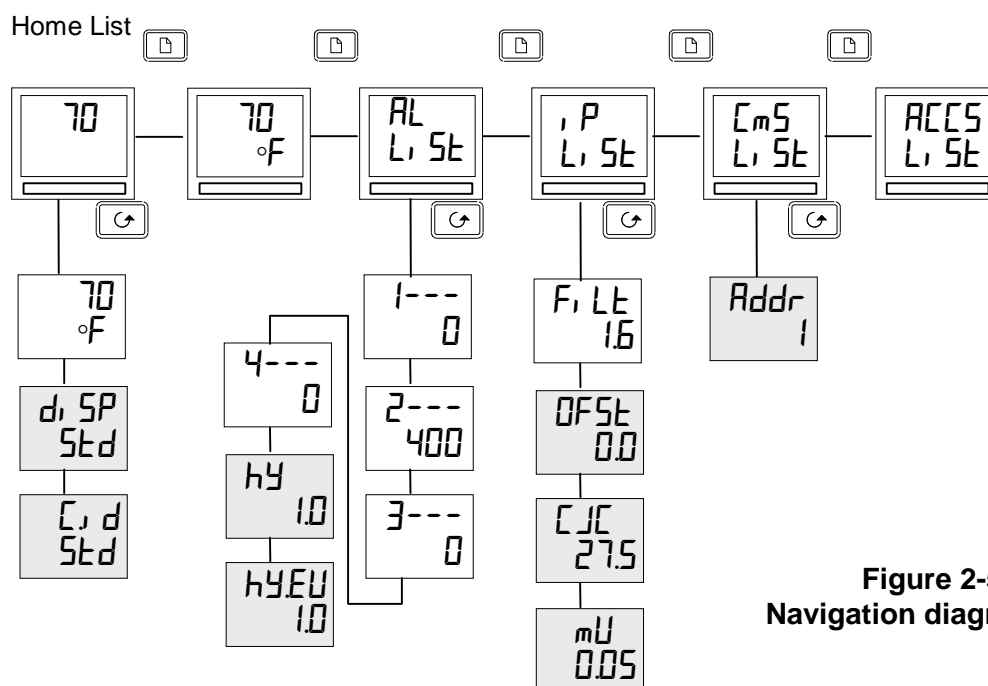 Home List
70
70
°F
AL
LiSt
iP
LiSt
CmS
LiSt
ACCS
LiSt
70
°F
diSP
Std
C.id
Std
1---
0
2---
400
3---
0
4---
0
hY
1.0
hY.EU
1.0
FiLt
1.6
OFSt
0.0
CJC
27.5
mU
0.05
Addr
1
Figure 2-
Navigation diagr